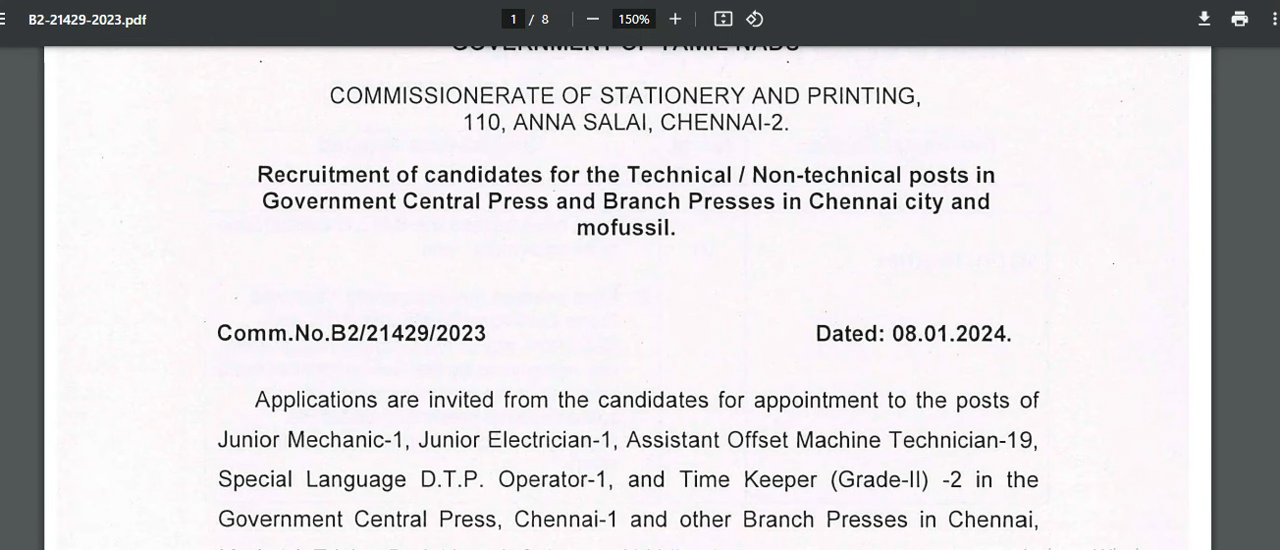 B2-21429-2023.pdf
1 / 8
150%
GOVERNMENT OF TAMIL NADU
COMMISSIONERATE OF STATIONERY AND PRINTING,
110, ANNA SALAI, CHENNAI-2.
Recruitment of candidates for the Technical / Non-technical posts in
Government Central Press and Branch Presses in Chennai city and
mofussil.
Comm.No.B2/21429/2023 Dated: 08.01.2024.
Applications are invited from the candidates for appointment to the posts of
Junior Mechanic-1, Junior Electrician-1, Assistant Offset Machine Technician-19,
Special Language D.T.P. Operator-1, and Time Keeper (Grade-II) -2 in the
Government Central Press, Chennai-1 and other Branch Presses in Chennai,